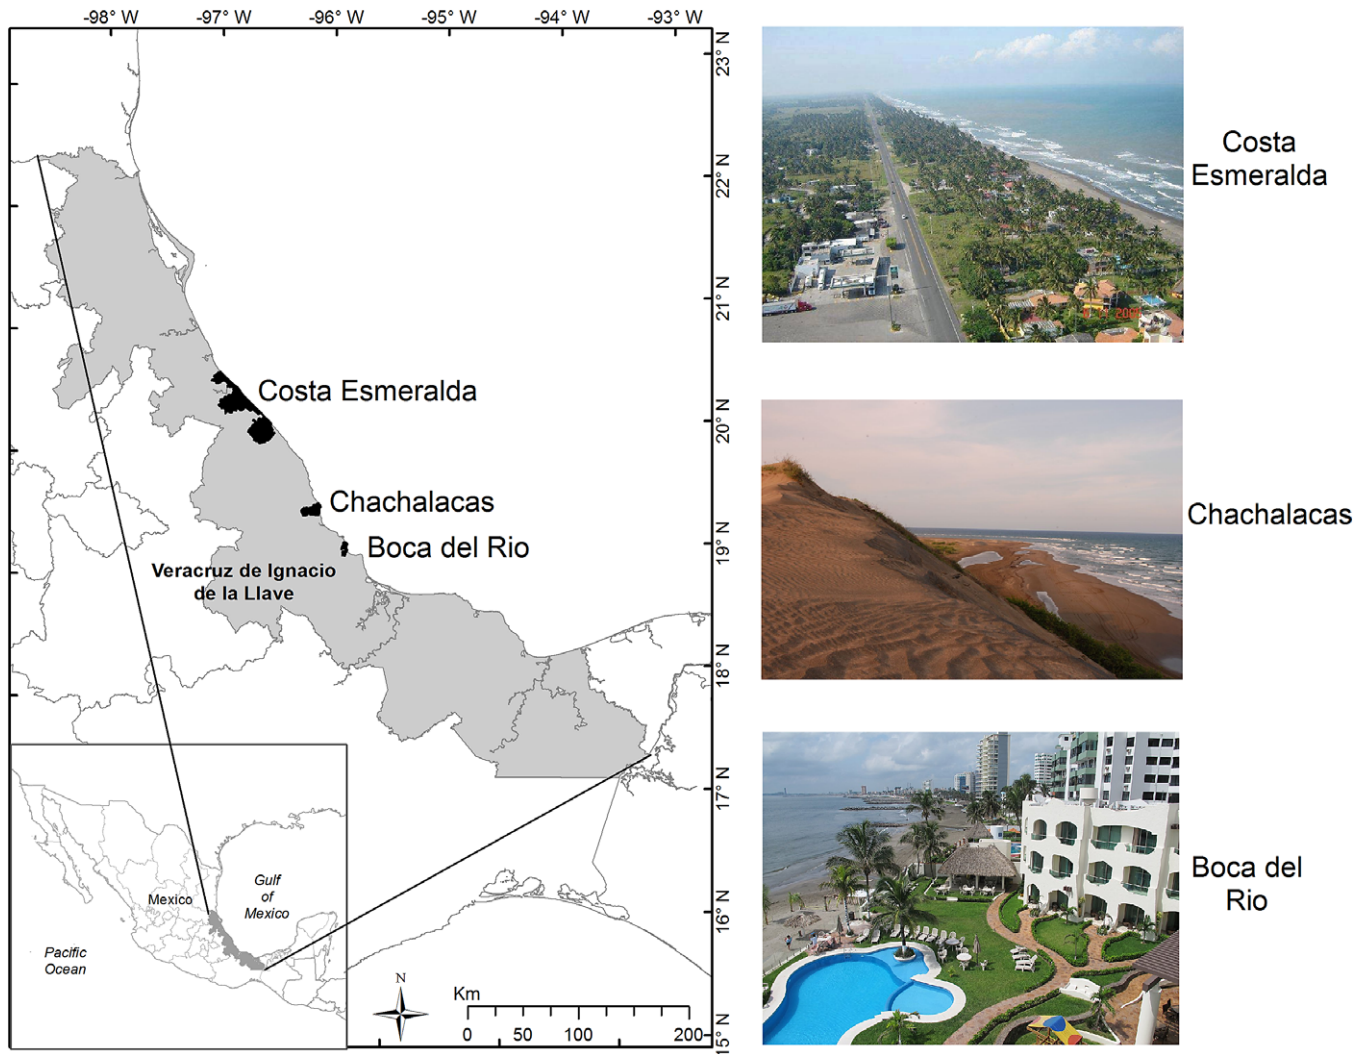 -98° W
-97° W
-96° W
-95° W
-94° W
-93° W
23° N
22° N
21° N
20° N
19° N
18° N
17° N
16° N
15° N
Costa Esmeralda
Chachalacas
Boca del Rio
Veracruz de Ignacio
de la Llave
Mexico
Gulf
of
Mexico
Pacific
Ocean
N
Km
0
50
100
200
Costa
Esmeralda
Chachalacas
Boca del
Rio